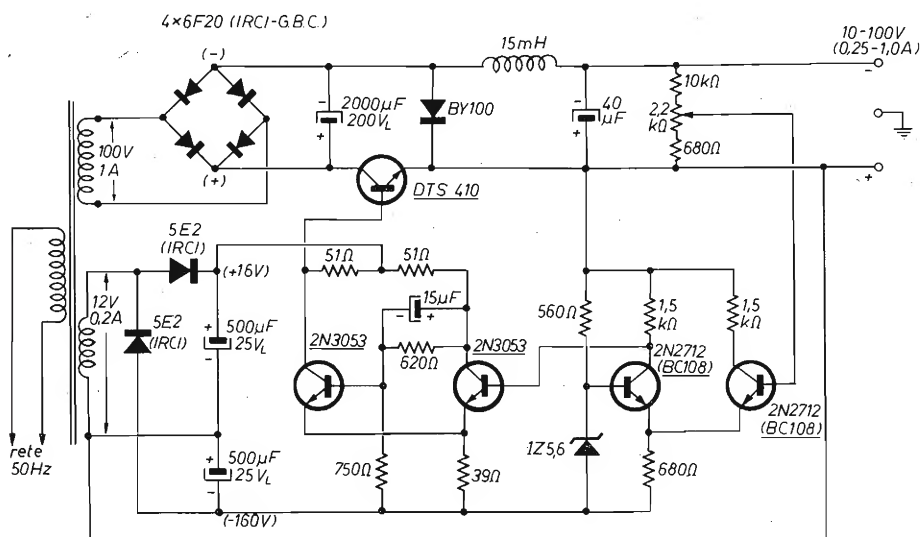 4×6F20 (IRCI-G.B.C.)
(-)
15mH
10-100V
(0,25-1,0A)
-
2000µF
200VL
-
+
BY100
-
40
µF
+
10kΩ
2,2
kΩ
680Ω
100V
1A
(+)
+
DTS 410
5E2
(IRCI)
(+16V)
51Ω
51Ω
12V
0,2A
5E2
(IRCI)
+
500µF
25VL
-
15µF
-
+
560Ω
1,5
kΩ
1,5
kΩ
2N3053
620Ω
2N3053
2N2712
(BC108)
2N2712
(BC108)
rete
50Hz
+
500µF
25VL
-
750Ω
39Ω
1Z5,6
680Ω
(-160V)